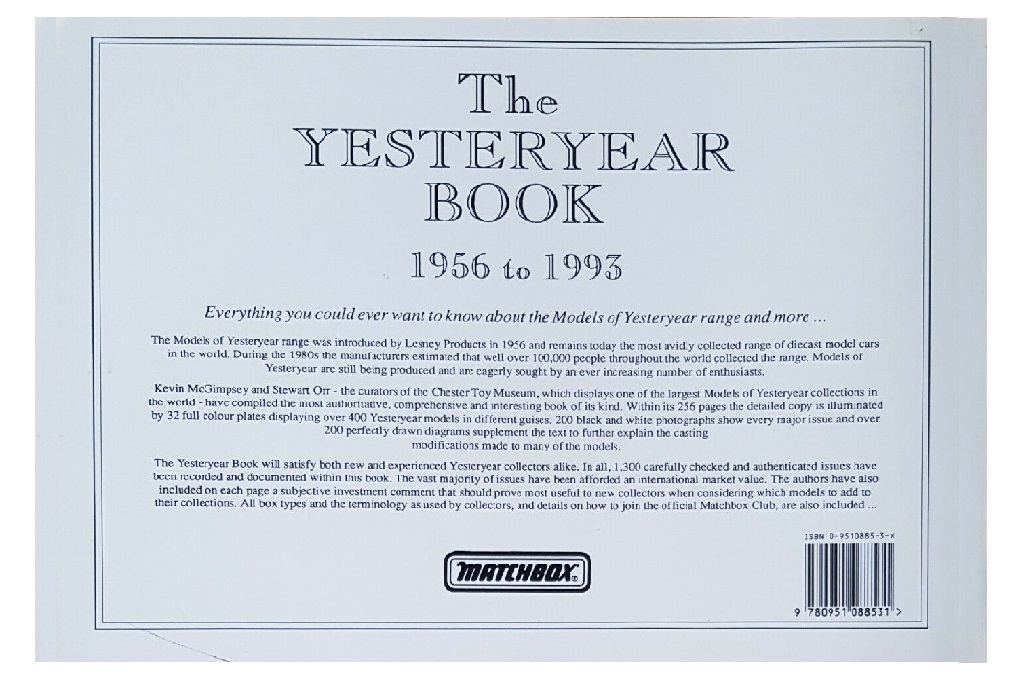 The
YESTERYEAR
BOOK
1956 to 1993
Everything you could ever want to know about the Models of Yesteryear range and more ...
The Models of Yesteryear range was introduced by Lesney Products in 1956 and remains today the most avidly collected range of diecast model cars
in the world. During the 1980s the manufacturers estimated that well over 100,000 people throughout the world collected the range. Models of
Yesteryear are still being produced and are eagerly sought by an ever increasing number of enthusiasts.
Kevin McGimpsey and Stewart Orr - the curators of the Chester Toy Museum, which displays one of the largest Models of Yesteryear collections in
the world - have compiled the most authoritative, comprehensive and interesting book of its kind. Within its 256 pages the detailed copy is illuminated
by 32 full colour plates displaying over 400 Yesteryear models in different guises. 200 black and white photographs show every major issue and over
200 perfectly drawn diagrams supplement the text to further explain the casting
modifications made to many of the models.
The Yesteryear Book will satisfy both new and experienced Yesteryear collectors alike. In all, 1,300 carefully checked and authenticated issues have
been recorded and documented within this book. The vast majority of issues have been afforded an international market value. The authors have also
included on each page a subjective investment comment that should prove most useful to new collectors when considering which models to add to
their collections. All box types and the terminology as used by collectors, and details on how to join the official Matchbox Club, are also included ...
ISBN 0-9510885-3-X
MATCHBOX®
9 780951 088531 >